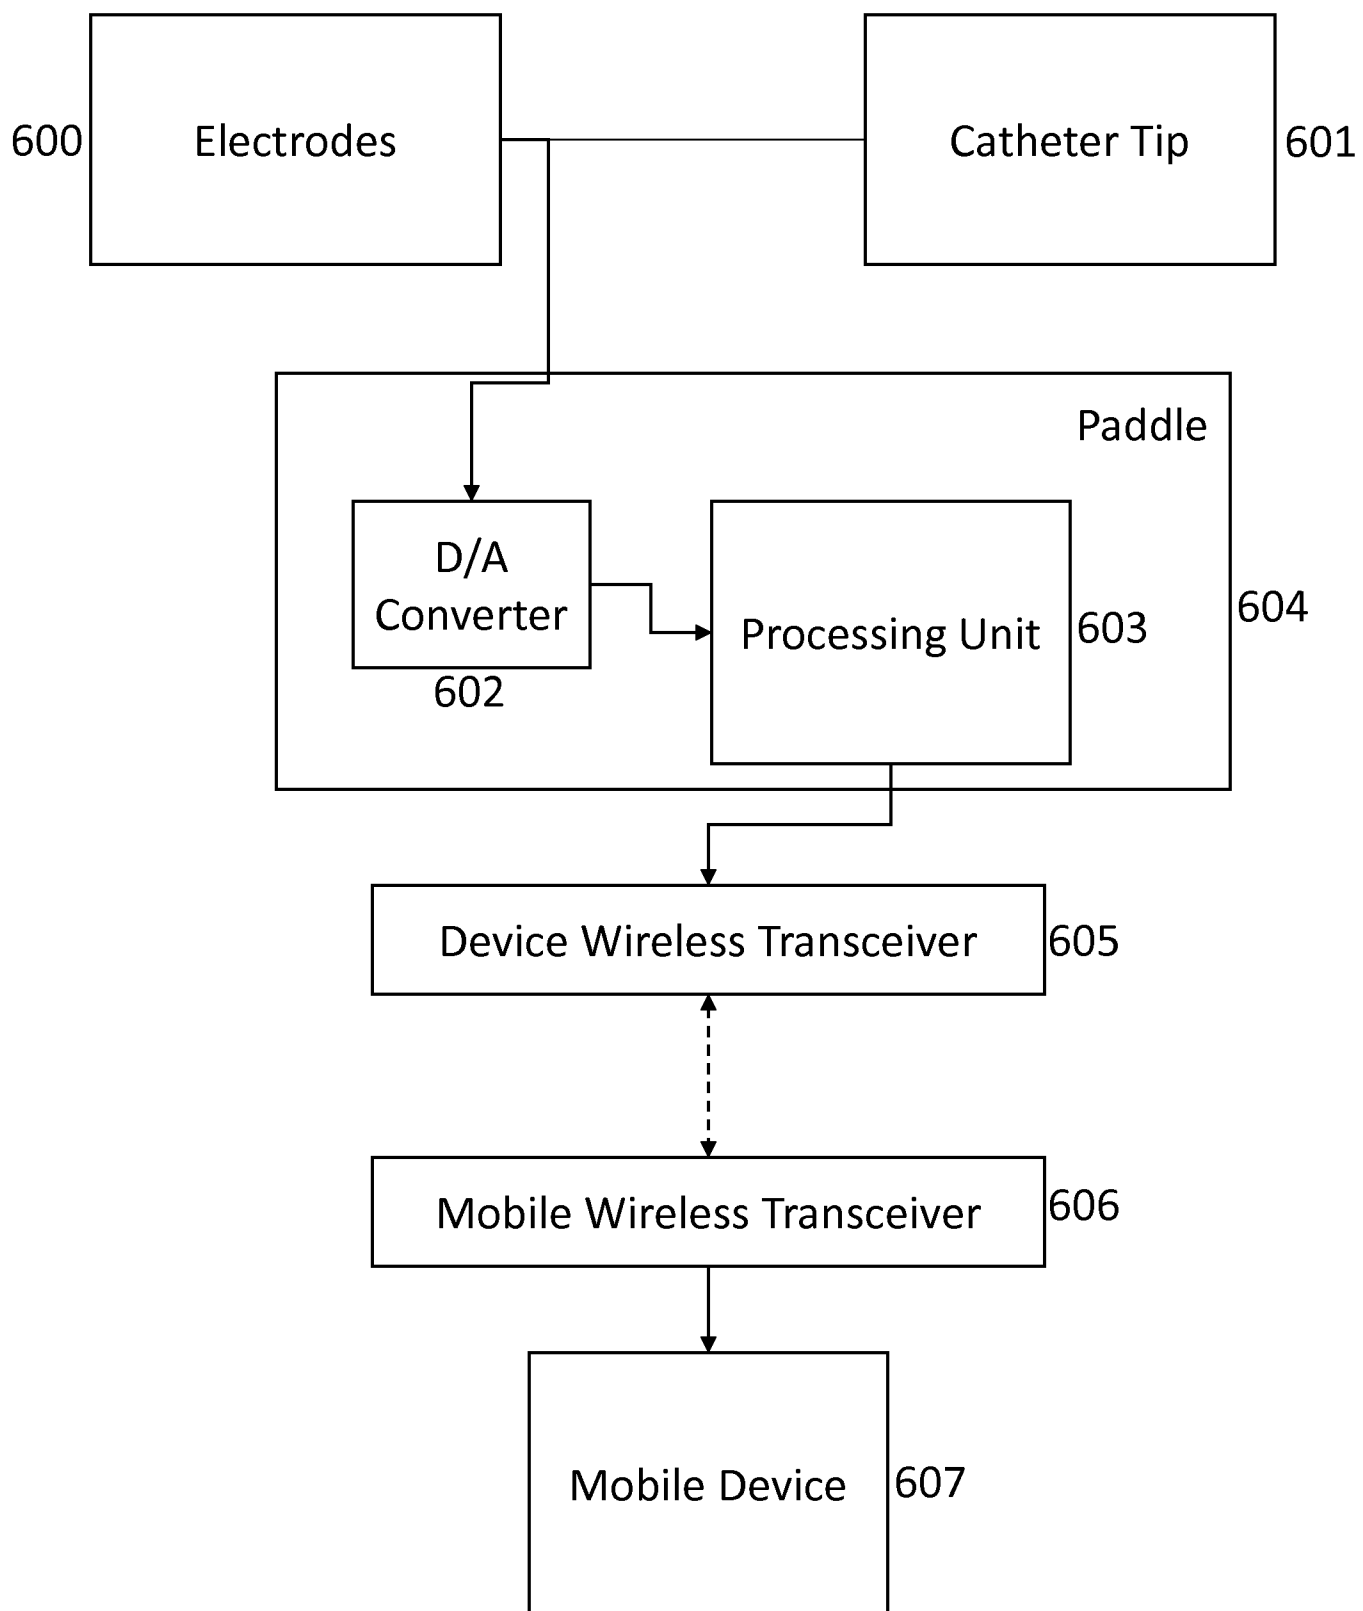 600
Electrodes
Catheter Tip
601
Paddle
D/A
Converter
602
Processing Unit
603
604
Device Wireless Transceiver
605
Mobile Wireless Transceiver
606
Mobile Device
607